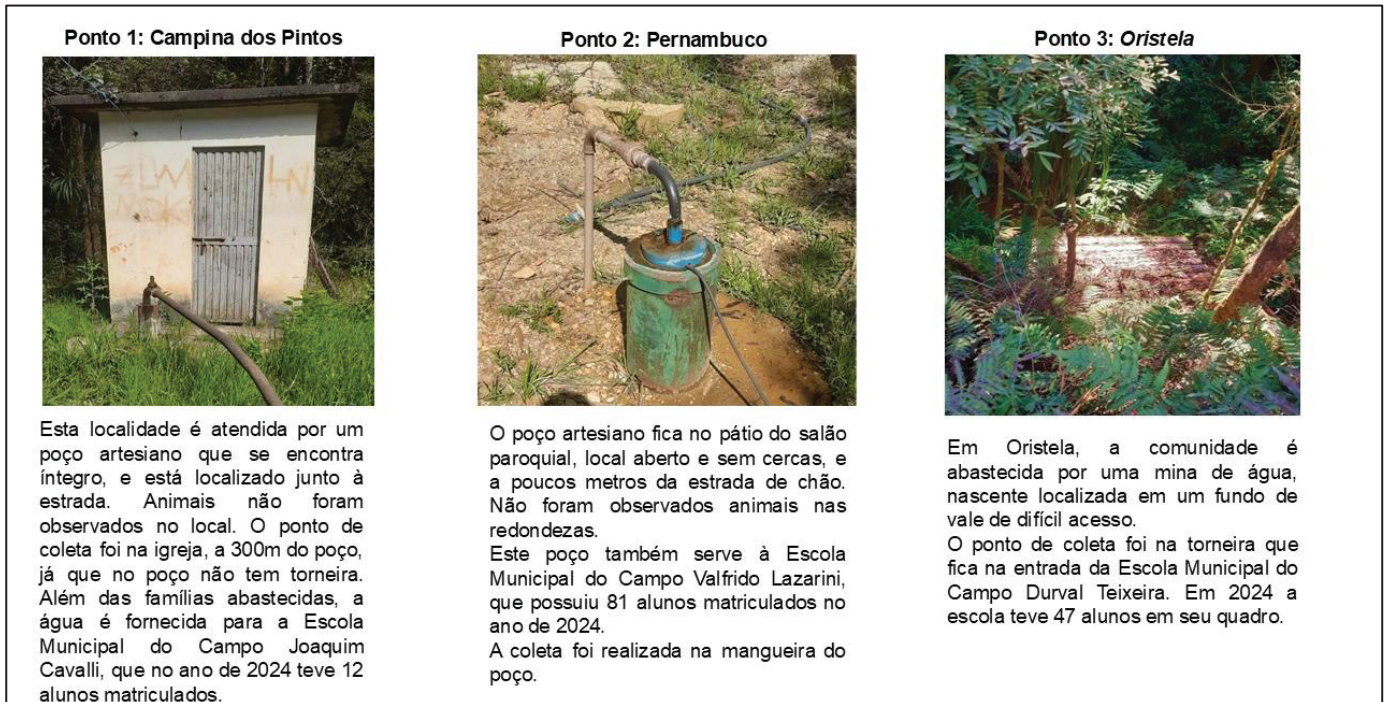 Ponto 1: Campina dos Pintos
Esta localidade é atendida por um
poço artesiano que se encontra
íntegro, e está localizado junto à
estrada. Animais não foram
observados no local. O ponto de
coleta foi na igreja, a 300m do poço,
já que no poço não tem torneira.
Além das famílias abastecidas, a
água é fornecida para a Escola
Municipal do Campo Joaquim
Cavalli, que no ano de 2024 teve 12
alunos matriculados.
Ponto 2: Pernambuco
O poço artesiano fica no pátio do salão
paroquial, local aberto e sem cercas, e
a poucos metros da estrada de chão.
Não foram observados animais nas
redondezas.
Este poço também serve à Escola
Municipal do Campo Valfrido Lazarini,
que possuiu 81 alunos matriculados no
ano de 2024.
A coleta foi realizada na mangueira do
poço.
Ponto 3: Oristela
Em Oristela, a comunidade é
abastecida por uma mina de água,
nascente localizada em um fundo de
vale de difícil acesso.
O ponto de coleta foi na torneira que
fica na entrada da Escola Municipal do
Campo Durval Teixeira. Em 2024 a
escola teve 47 alunos em seu quadro.